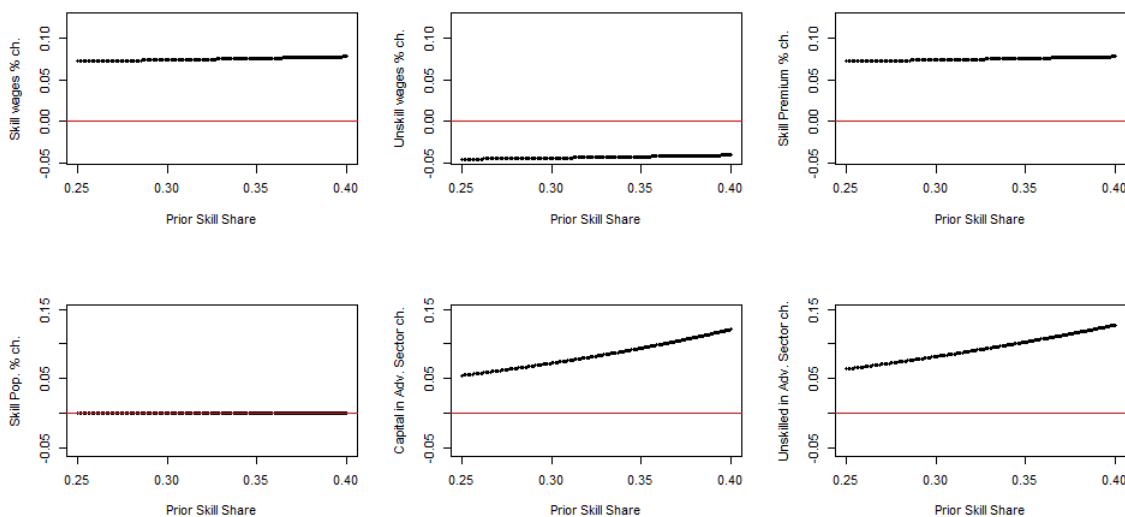 Skill wages % ch.
-0.05 0.00 0.05 0.10
0.25 0.30 0.35 0.40
Prior Skill Share
Unskill wages % ch.
-0.05 0.00 0.05 0.10
0.25 0.30 0.35 0.40
Prior Skill Share
Skill Premium % ch.
-0.05 0.00 0.05 0.10
0.25 0.30 0.35 0.40
Prior Skill Share
Skill Pop. % ch.
-0.05 0.05 0.15
0.25 0.30 0.35 0.40
Prior Skill Share
Capital in Adv. Sector ch.
-0.05 0.05 0.15
0.25 0.30 0.35 0.40
Prior Skill Share
Unskilled in Adv. Sector ch.
-0.05 0.05 0.15
0.25 0.30 0.35 0.40
Prior Skill Share